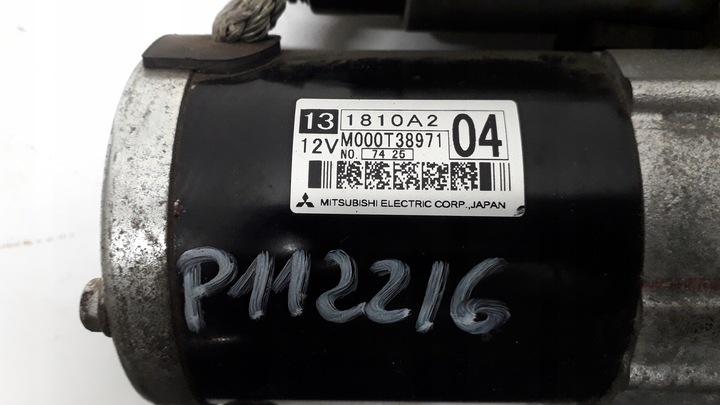 13 1810A2
12V M000T38971 04
NO. 74 25
MITSUBISHI ELECTRIC CORP., JAPAN
P112216